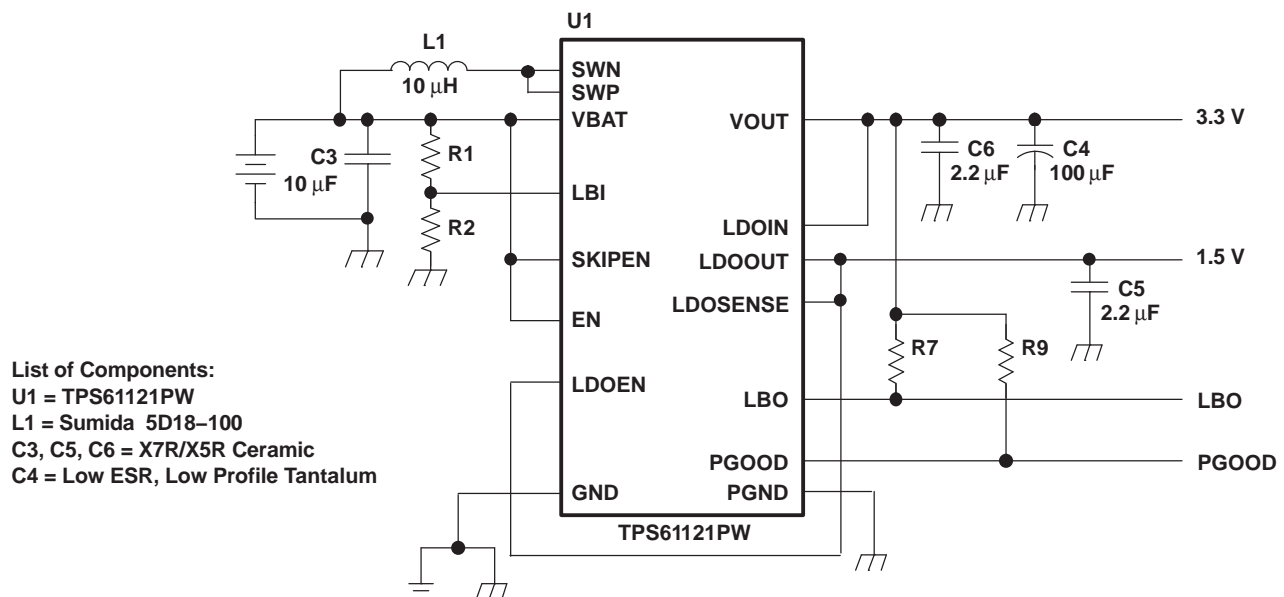 U1
L1
10 µH
SWN
SWP
VBAT
VOUT
3.3 V
C3
10 µF
R1
C6
2.2 µF
C4
100 µF
LBI
R2
LDOIN
SKIPEN
LDOOUT
1.5 V
LDOSENSE
C5
2.2 µF
EN
R7
R9
List of Components:
U1 = TPS61121PW
L1 = Sumida 5D18–100
C3, C5, C6 = X7R/X5R Ceramic
C4 = Low ESR, Low Profile Tantalum
LDOEN
LBO
LBO
PGOOD
PGOOD
GND
PGND
TPS61121PW